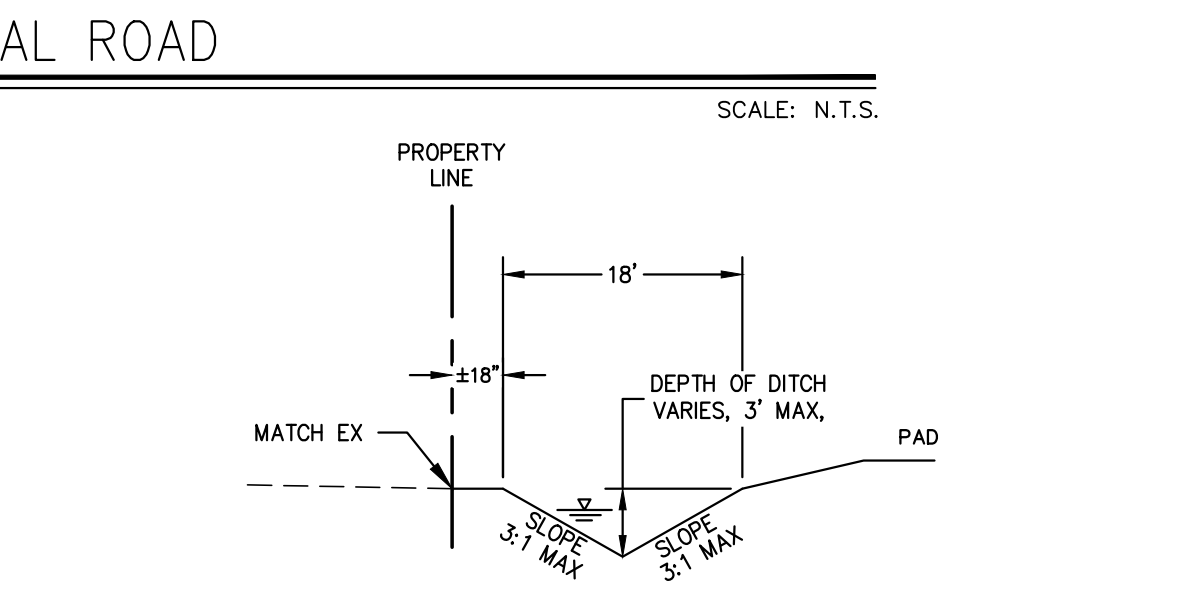 AL ROAD
SCALE: N.T.S.
PROPERTY
LINE
18'
±18"
DEPTH OF DITCH
VARIES, 3' MAX,
MATCH EX
PAD
SLOPE
3:1 MAX
SLOPE
3:1 MAX